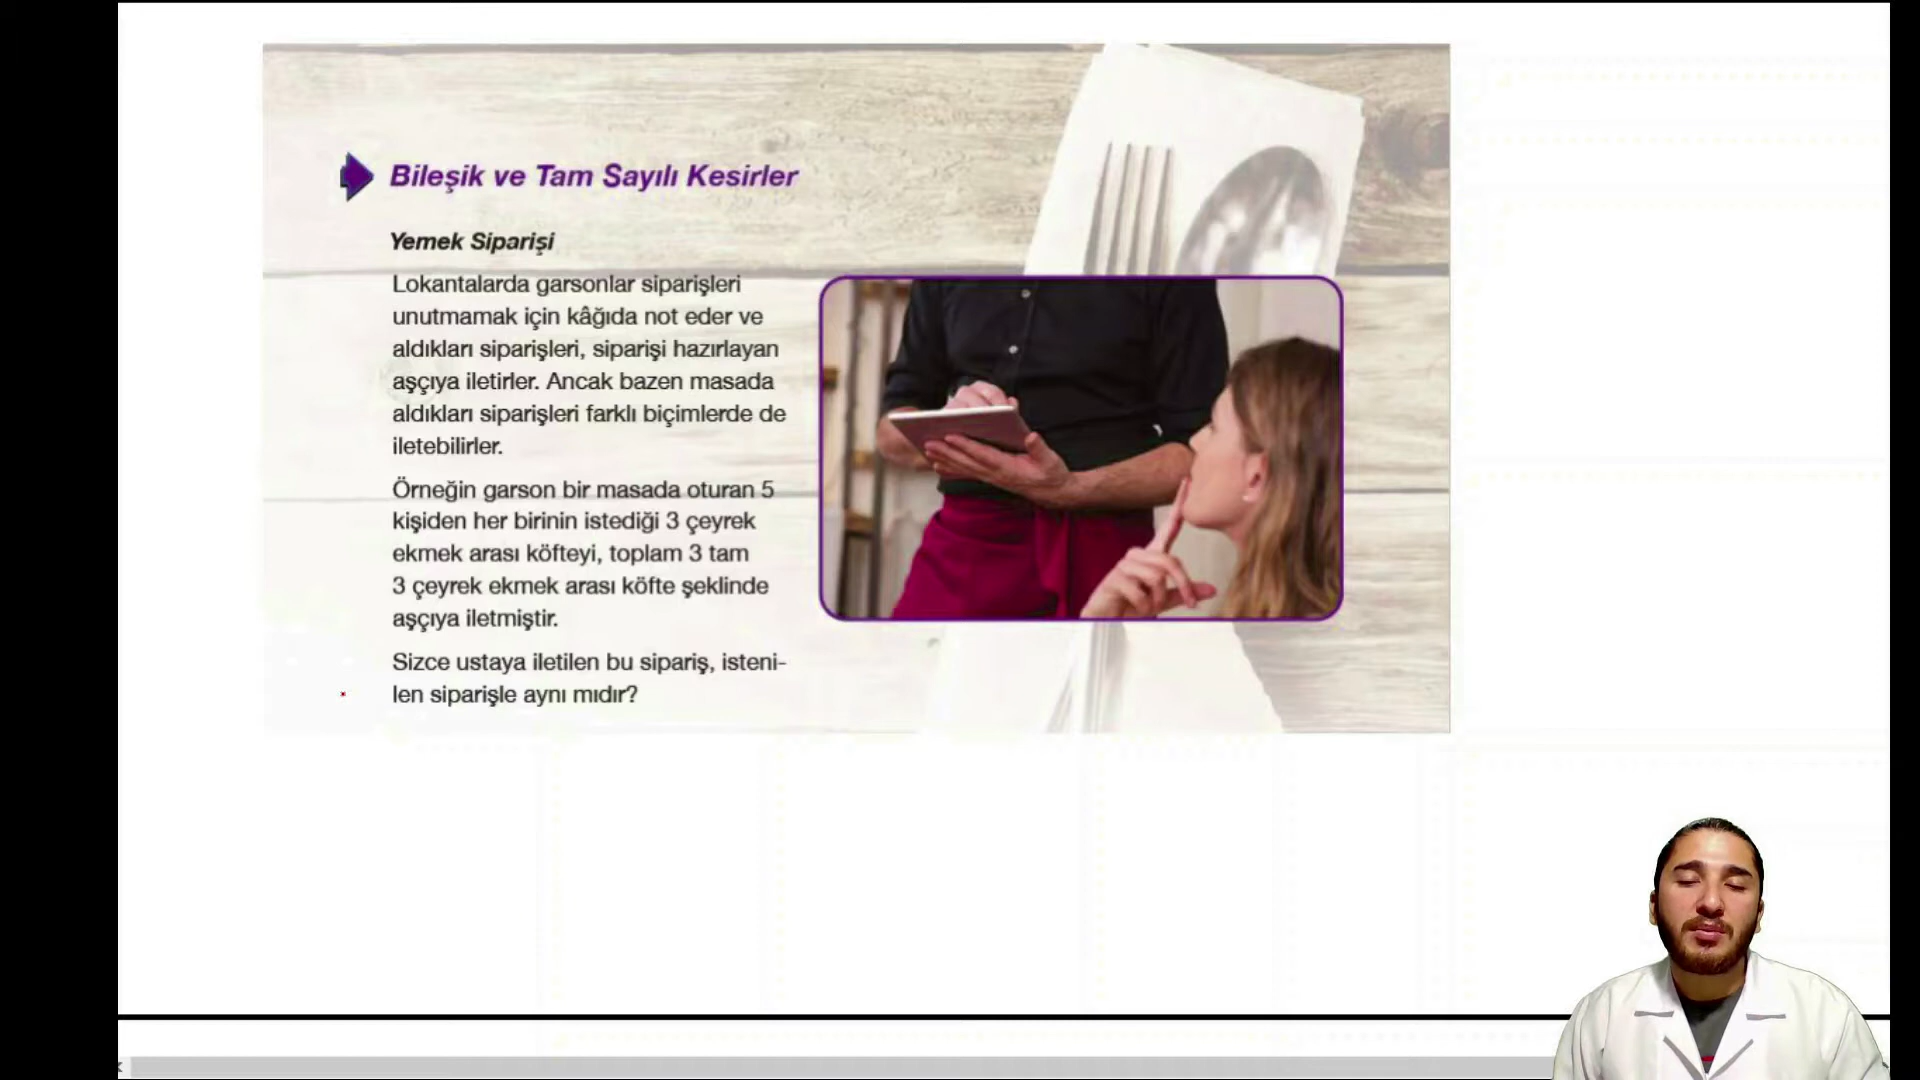 Bileşik ve Tam Sayılı Kesirler
Yemek Siparişi
Lokantalarda garsonlar siparişleri
unutmamak için kâğıda not eder ve
aldıkları siparişleri, siparişi hazırlayan
aşçıya iletirler. Ancak bazen masada
aldıkları siparişleri farklı biçimlerde de
iletebilirler.
Örneğin garson bir masada oturan 5
kişiden her birinin istediği 3 çeyrek
ekmek arası köfteyi, toplam 3 tam
3 çeyrek ekmek arası köfte şeklinde
aşçıya iletmiştir.
Sizce ustaya iletilen bu sipariş, isteni-
len siparişle aynı mıdır?